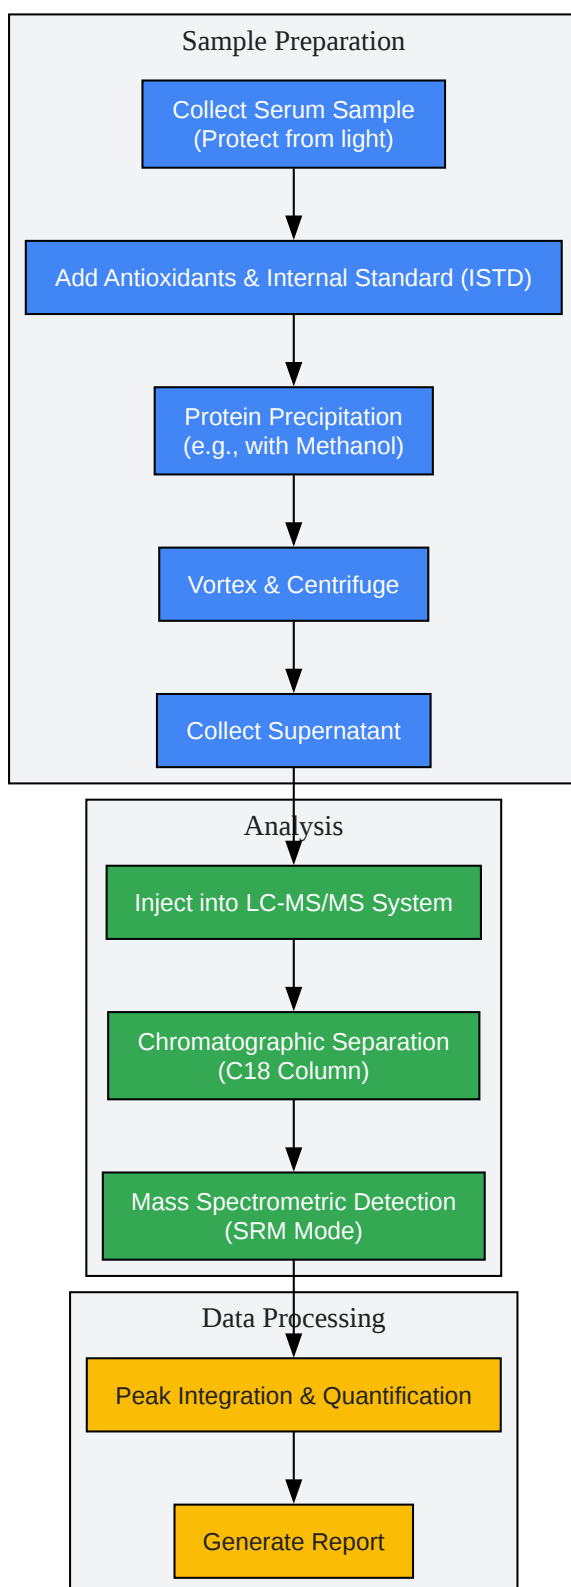 Sample Preparation
Collect Serum Sample
(Protect from light)
Add Antioxidants & Internal Standard (ISTD)
Protein Precipitation
(e.g., with Methanol)
Vortex & Centrifuge
Collect Supernatant
Analysis
Inject into LC-MS/MS System
Chromatographic Separation
(C18 Column)
Mass Spectrometric Detection
(SRM Mode)
Data Processing
Peak Integration & Quantification
Generate Report